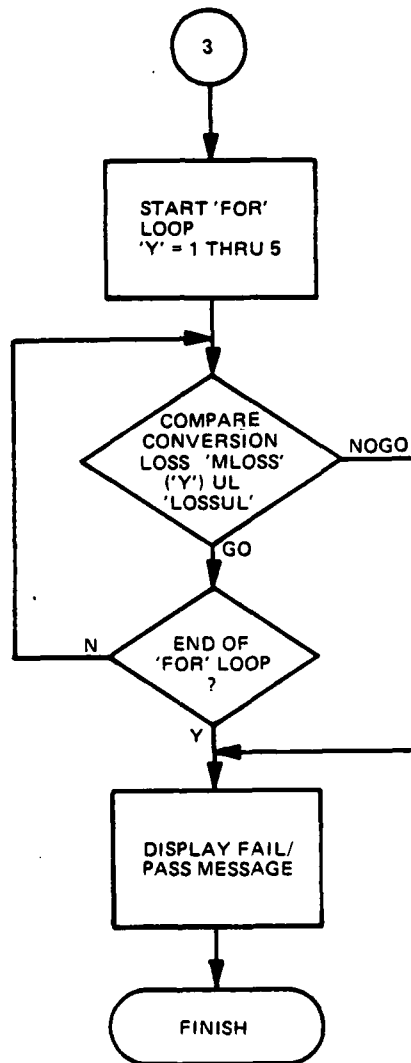 3
START 'FOR'
LOOP
'Y' = 1 THRU 5
COMPARE
CONVERSION
LOSS 'MLOSS'
('Y') UL
'LOSSUL'
NOGO
GO
END OF
'FOR' LOOP
?
N
Y
DISPLAY FAIL/
PASS MESSAGE
FINISH